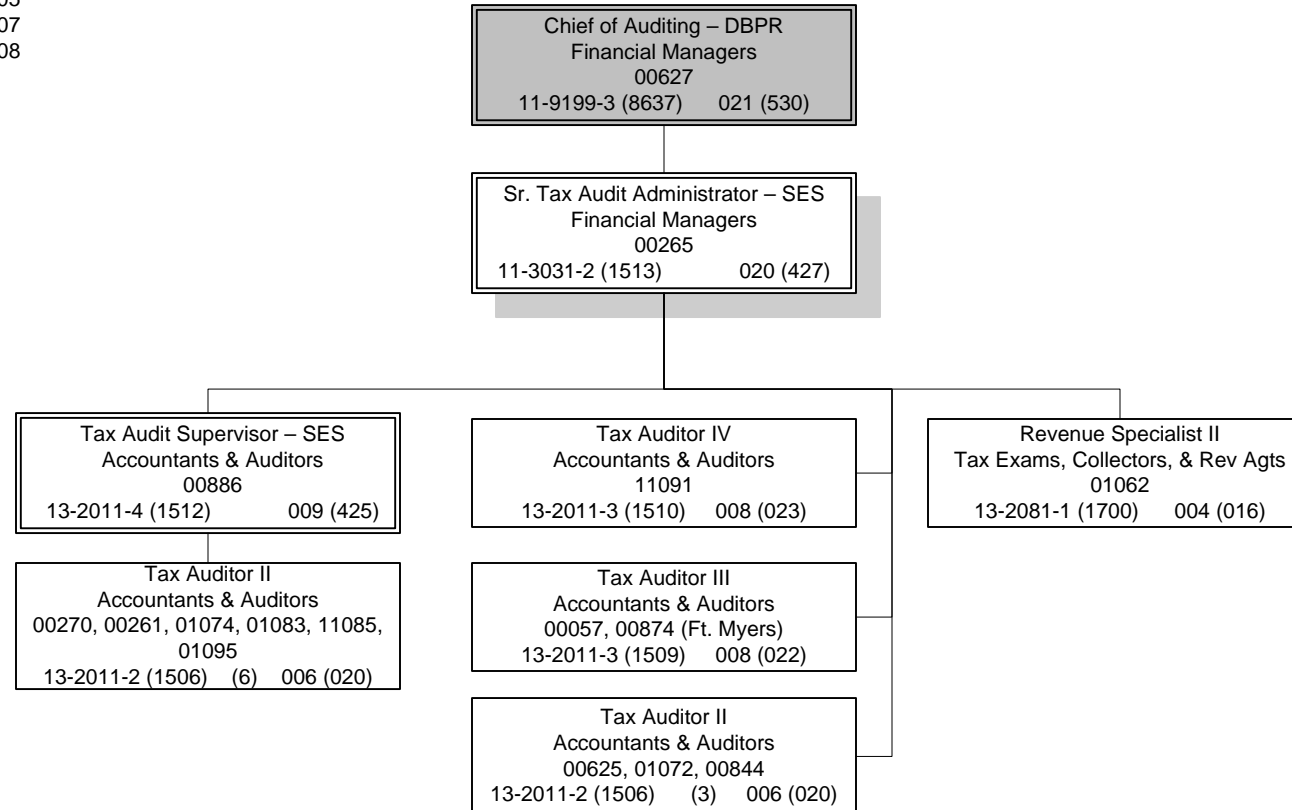 07
08
Chief of Auditing – DBPR
Financial Managers
00627
11-9199-3 (8637) 021 (530)
Sr. Tax Audit Administrator – SES
Financial Managers
00265
11-3031-2 (1513) 020 (427)
Tax Audit Supervisor – SES
Accountants & Auditors
00886
13-2011-4 (1512) 009 (425)
Tax Auditor II
Accountants & Auditors
00270, 00261, 01074, 01083, 11085,
01095
13-2011-2 (1506) (6) 006 (020)
Tax Auditor IV
Accountants & Auditors
11091
13-2011-3 (1510) 008 (023)
Tax Auditor III
Accountants & Auditors
00057, 00874 (Ft. Myers)
13-2011-3 (1509) 008 (022)
Tax Auditor II
Accountants & Auditors
00625, 01072, 00844
13-2011-2 (1506) (3) 006 (020)
Revenue Specialist II
Tax Exams, Collectors, & Rev Agts
01062
13-2081-1 (1700) 004 (016)